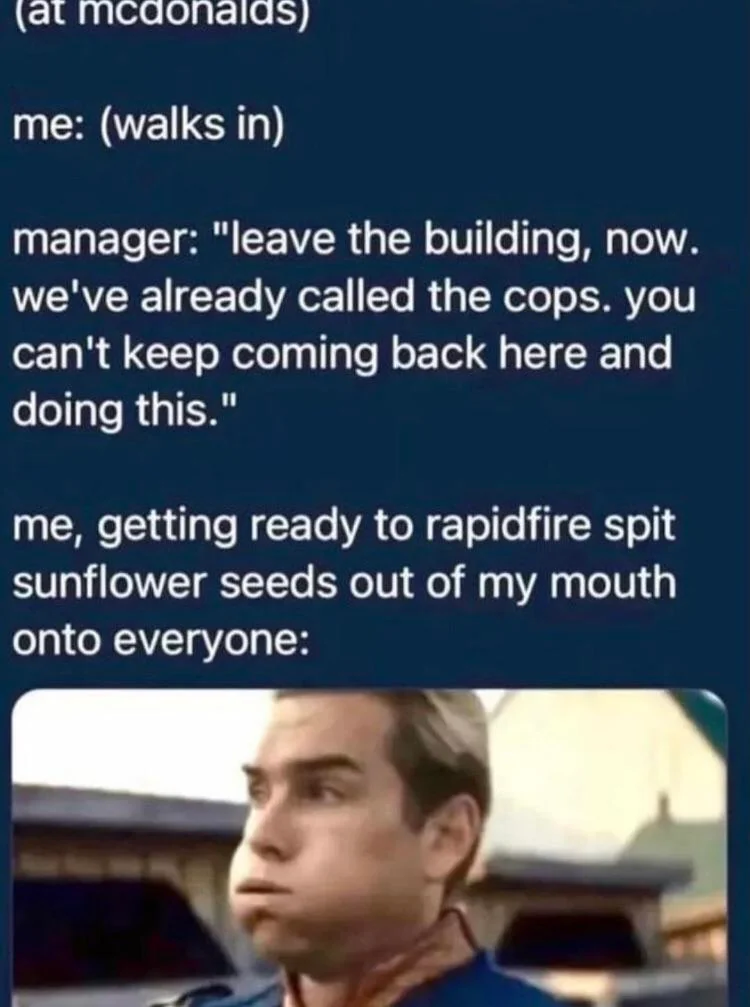 (at mcdonalds)
me: (walks in)
manager: "leave the building, now.
we've already called the cops. you
can't keep coming back here and
doing this."
me, getting ready to rapidfire spit
sunflower seeds out of my mouth
onto everyone: